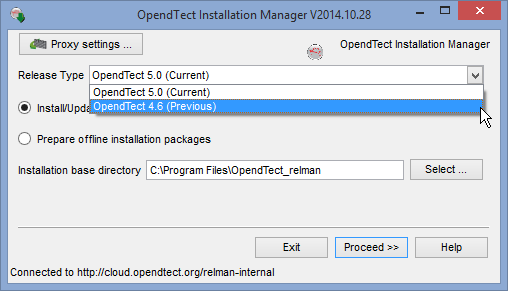 OpendTect Installation Manager V2014.10.28
Proxy settings ...
OpendTect Installation Manager
Release Type
OpendTect 5.0 (Current)
OpendTect 5.0 (Current)
OpendTect 4.6 (Previous)
Install/Upda
Prepare offline installation packages
Installation base directory
C:\Program Files\OpendTect_relman
Select ...
Exit
Proceed >>
Help
Connected to http://cloud.opendtect.org/relman-internal